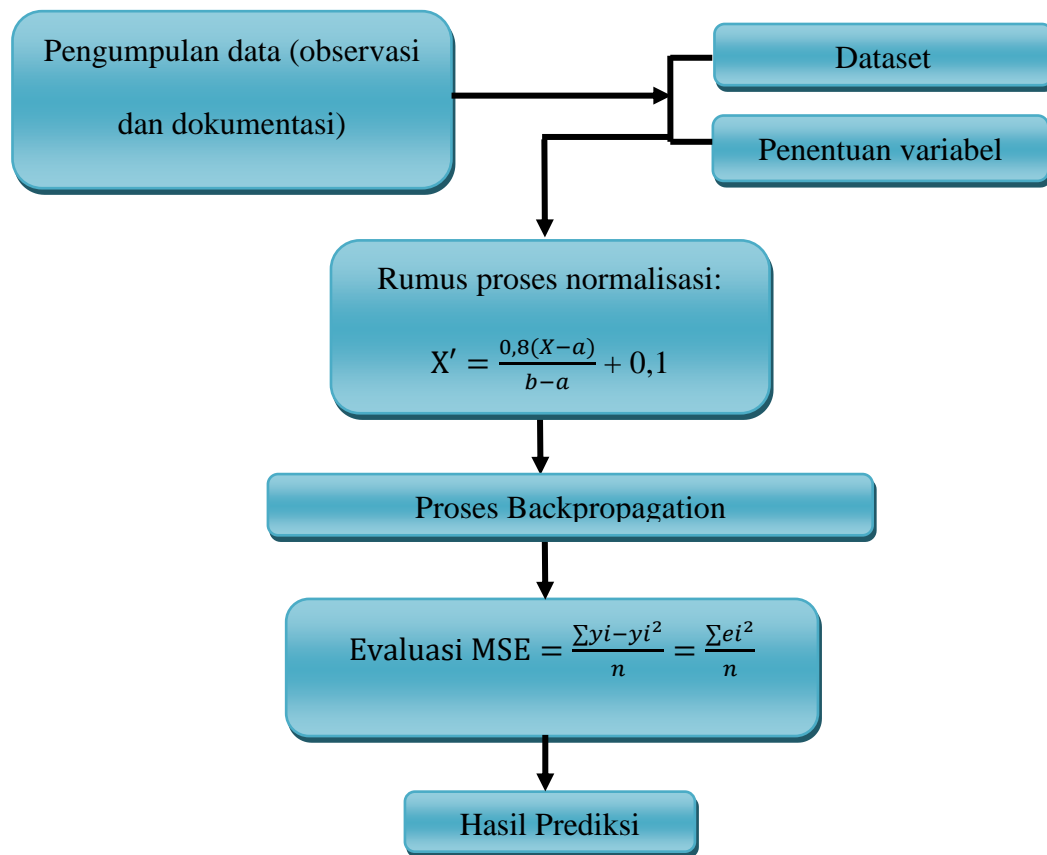 Pengumpulan data (observasi
dan dokumentasi)
Dataset
Penentuan variabel
Rumus proses normalisasi:
X′ = 0,8(X−a)/b−a + 0,1
Proses Backpropagation
Evaluasi MSE = ∑yi−yi²/n = ∑ei²/n
Hasil Prediksi